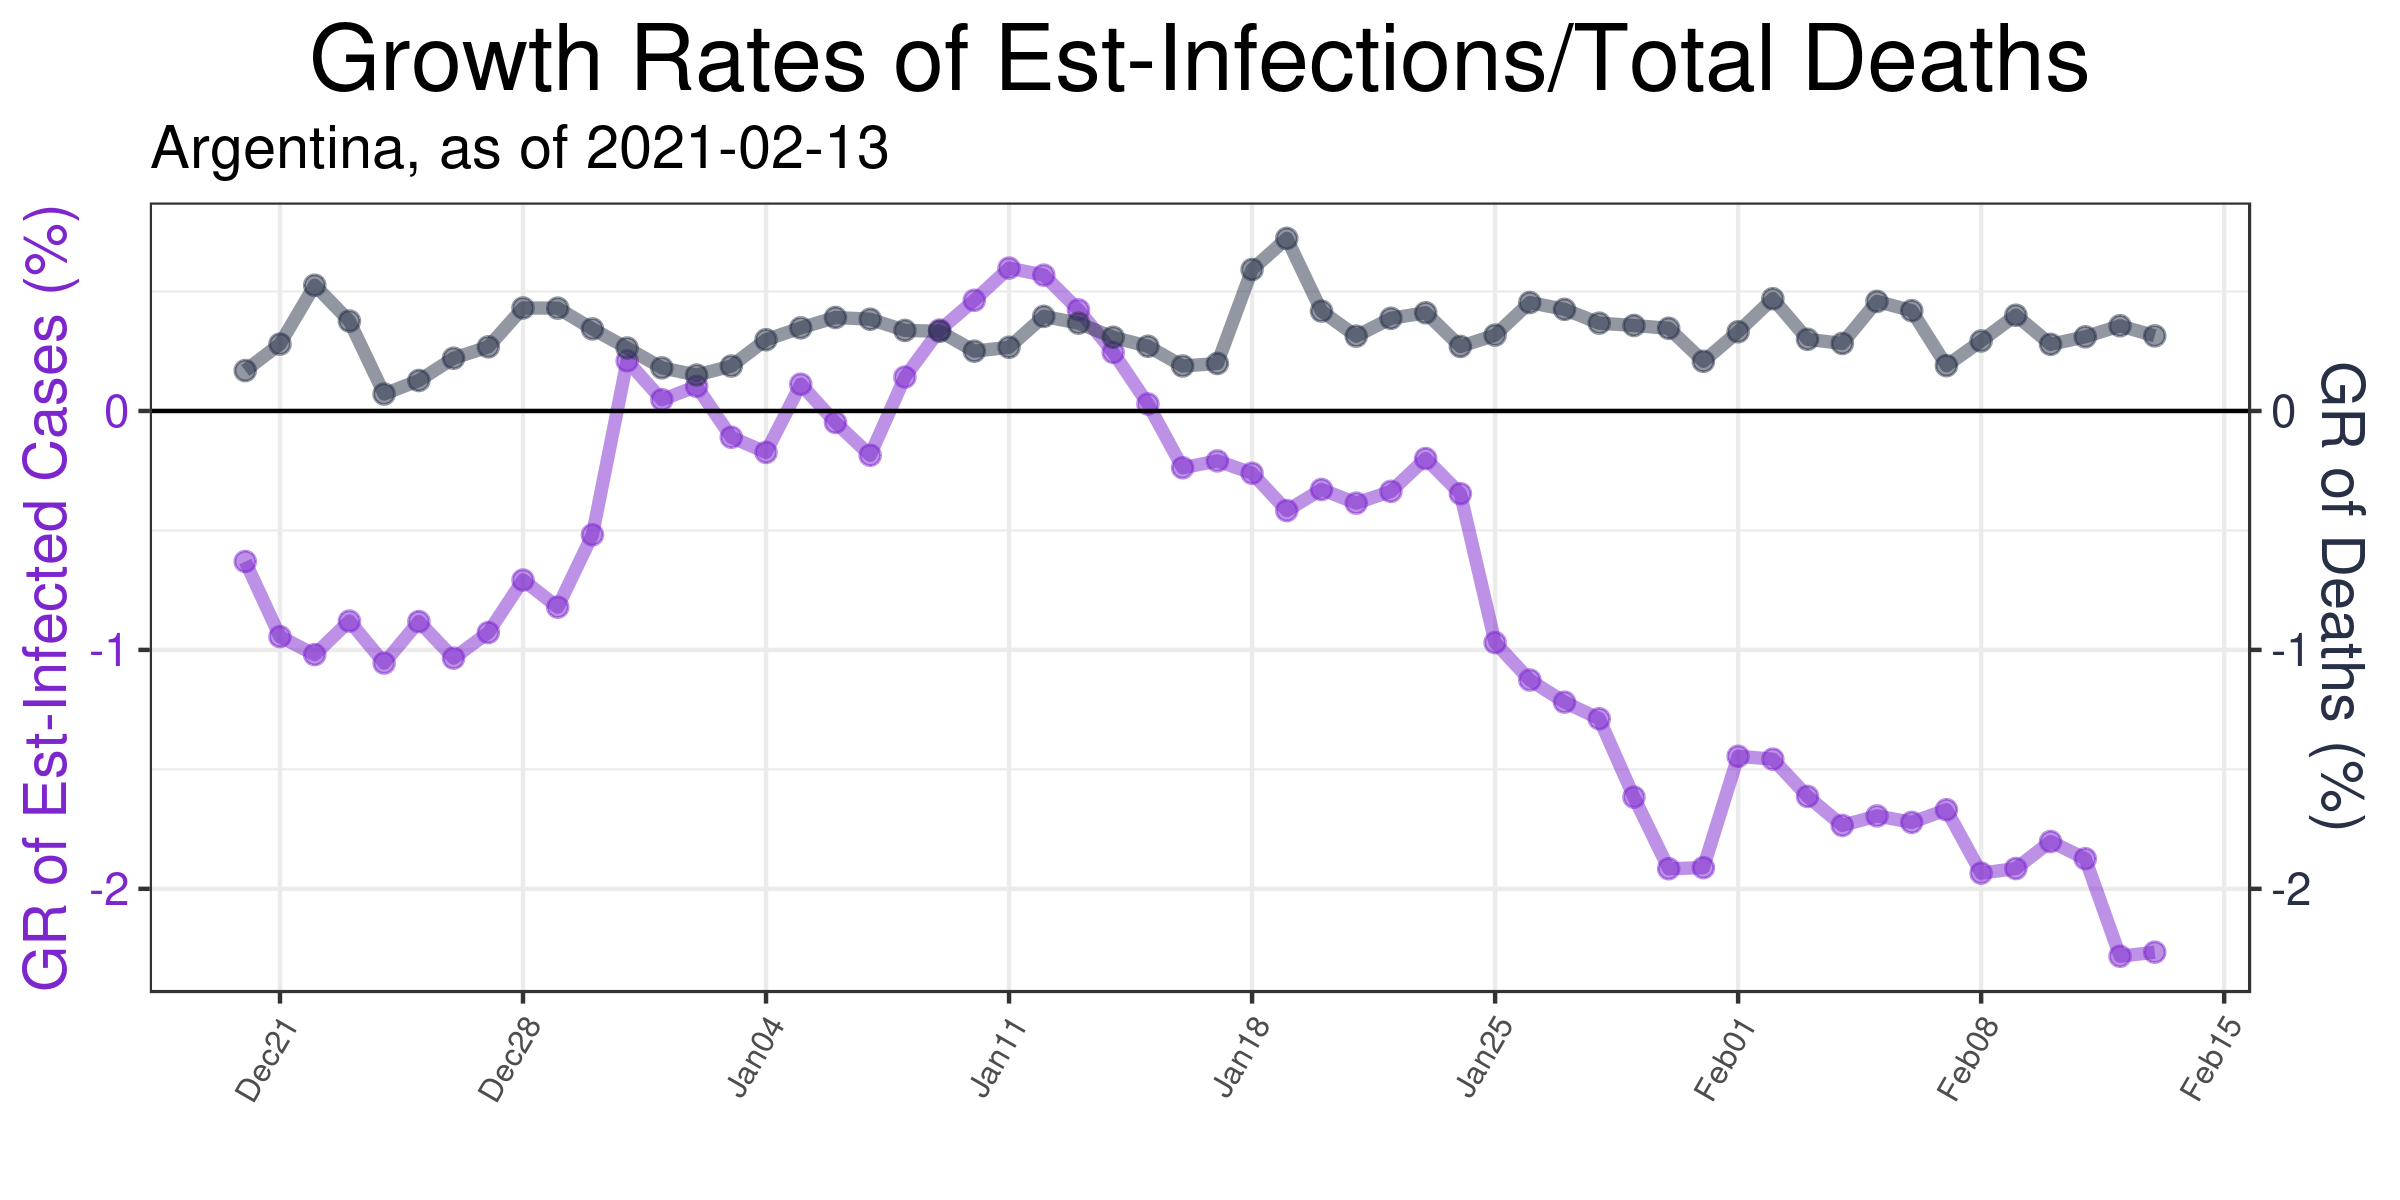 Growth Rates of Est-Infections/Total Deaths
Argentina, as of 2021-02-13
GR of Est-Infected Cases (%)
0
-1
-2
0
-1
-2
GR of Deaths (%)
Dec21
Dec28
Jan04
Jan11
Jan18
Jan25
Feb01
Feb08
Feb15